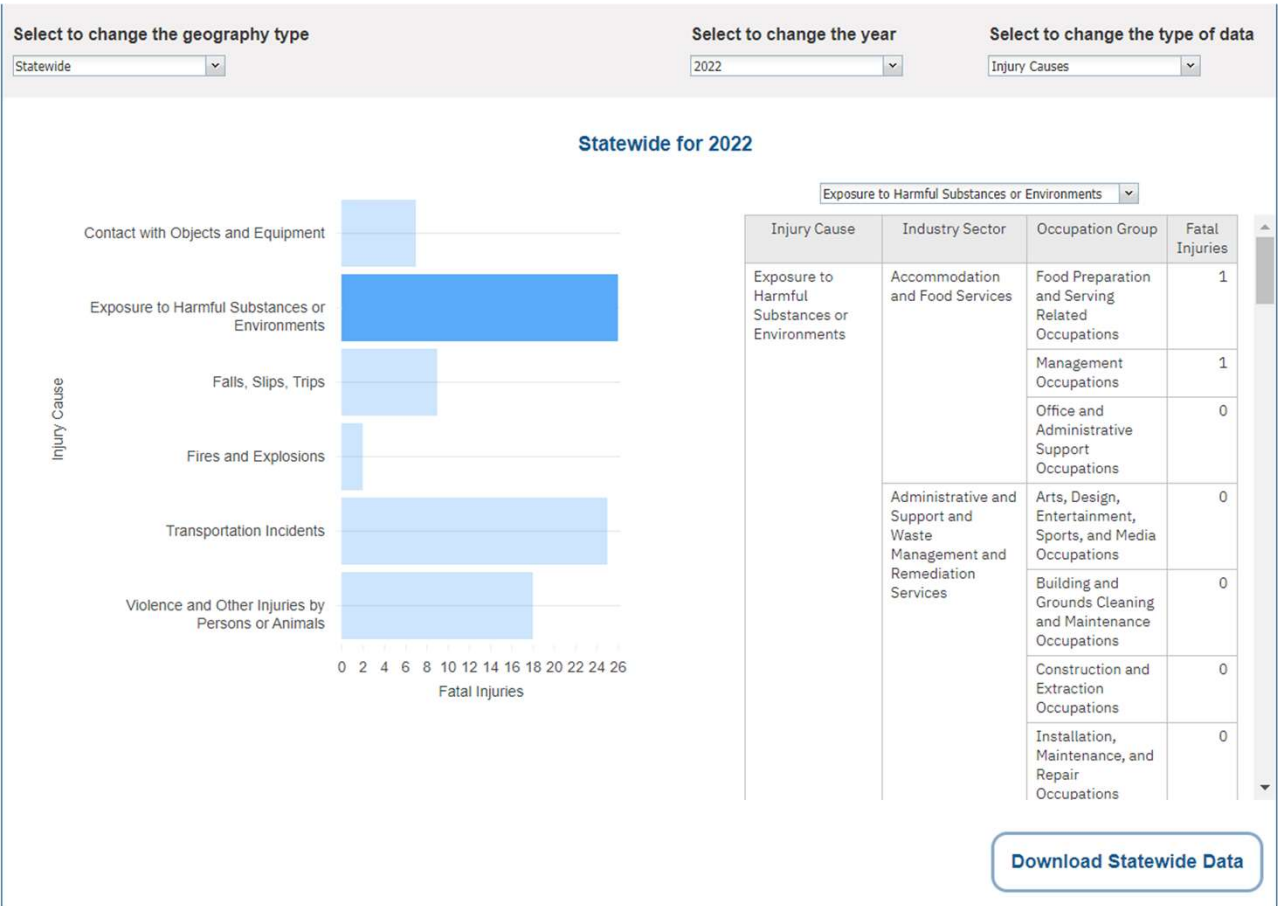 Select to change the geography type
Statewide
Select to change the year
2022
Select to change the type of data
Injury Causes
Statewide for 2022
Injury Cause
Contact with Objects and Equipment
Exposure to Harmful Substances or
Environments
Falls, Slips, Trips
Fires and Explosions
Transportation Incidents
Violence and Other Injuries by
Persons or Animals
0 2 4 6 8 10 12 14 16 18 20 22 24 26
Fatal Injuries
Exposure to Harmful Substances or Environments
Injury Cause
Industry Sector
Occupation Group
Fatal
Injuries
Exposure to
Harmful
Substances or
Environments
Accommodation
and Food Services
Food Preparation
and Serving
Related
Occupations
1
Management
Occupations
1
Office and
Administrative
Support
Occupations
0
Administrative and
Support and
Waste
Management and
Remediation
Services
Arts, Design,
Entertainment,
Sports, and Media
Occupations
0
Building and
Grounds Cleaning
and Maintenance
Occupations
0
Construction and
Extraction
Occupations
0
Installation,
Maintenance, and
Repair
Occupations
0
Download Statewide Data